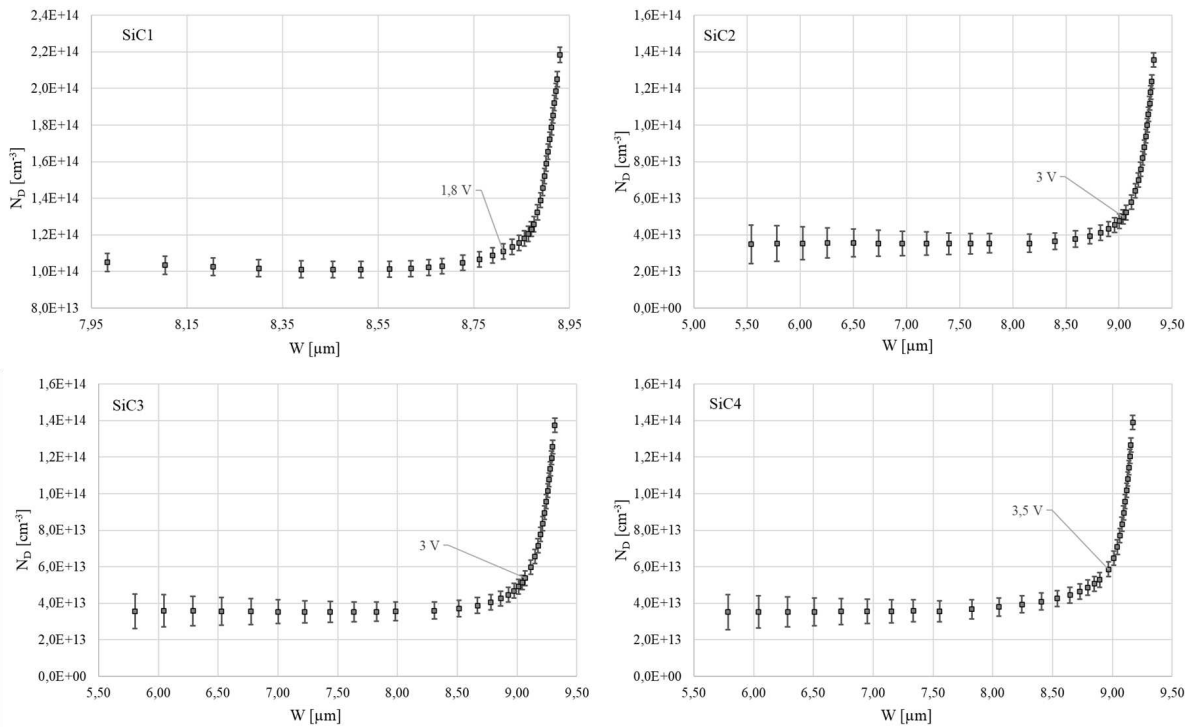 SiC1
2,4E+14
2,2E+14
2,0E+14
1,8E+14
1,6E+14
1,4E+14
1,2E+14
1,0E+14
8,0E+13
N_D [cm⁻³]
1,8 V
7,95 8,15 8,35 8,55 8,75 8,95
W [µm]
SiC2
1,6E+14
1,4E+14
1,2E+14
1,0E+14
8,0E+13
6,0E+13
4,0E+13
2,0E+13
0,0E+00
N_D [cm⁻³]
3 V
5,00 5,50 6,00 6,50 7,00 7,50 8,00 8,50 9,00 9,50
W [µm]
SiC3
1,6E+14
1,4E+14
1,2E+14
1,0E+14
8,0E+13
6,0E+13
4,0E+13
2,0E+13
0,0E+00
N_D [cm⁻³]
3 V
5,50 6,00 6,50 7,00 7,50 8,00 8,50 9,00 9,50
W [µm]
SiC4
1,6E+14
1,4E+14
1,2E+14
1,0E+14
8,0E+13
6,0E+13
4,0E+13
2,0E+13
0,0E+00
N_D [cm⁻³]
3,5 V
5,50 6,00 6,50 7,00 7,50 8,00 8,50 9,00 9,50
W [µm]